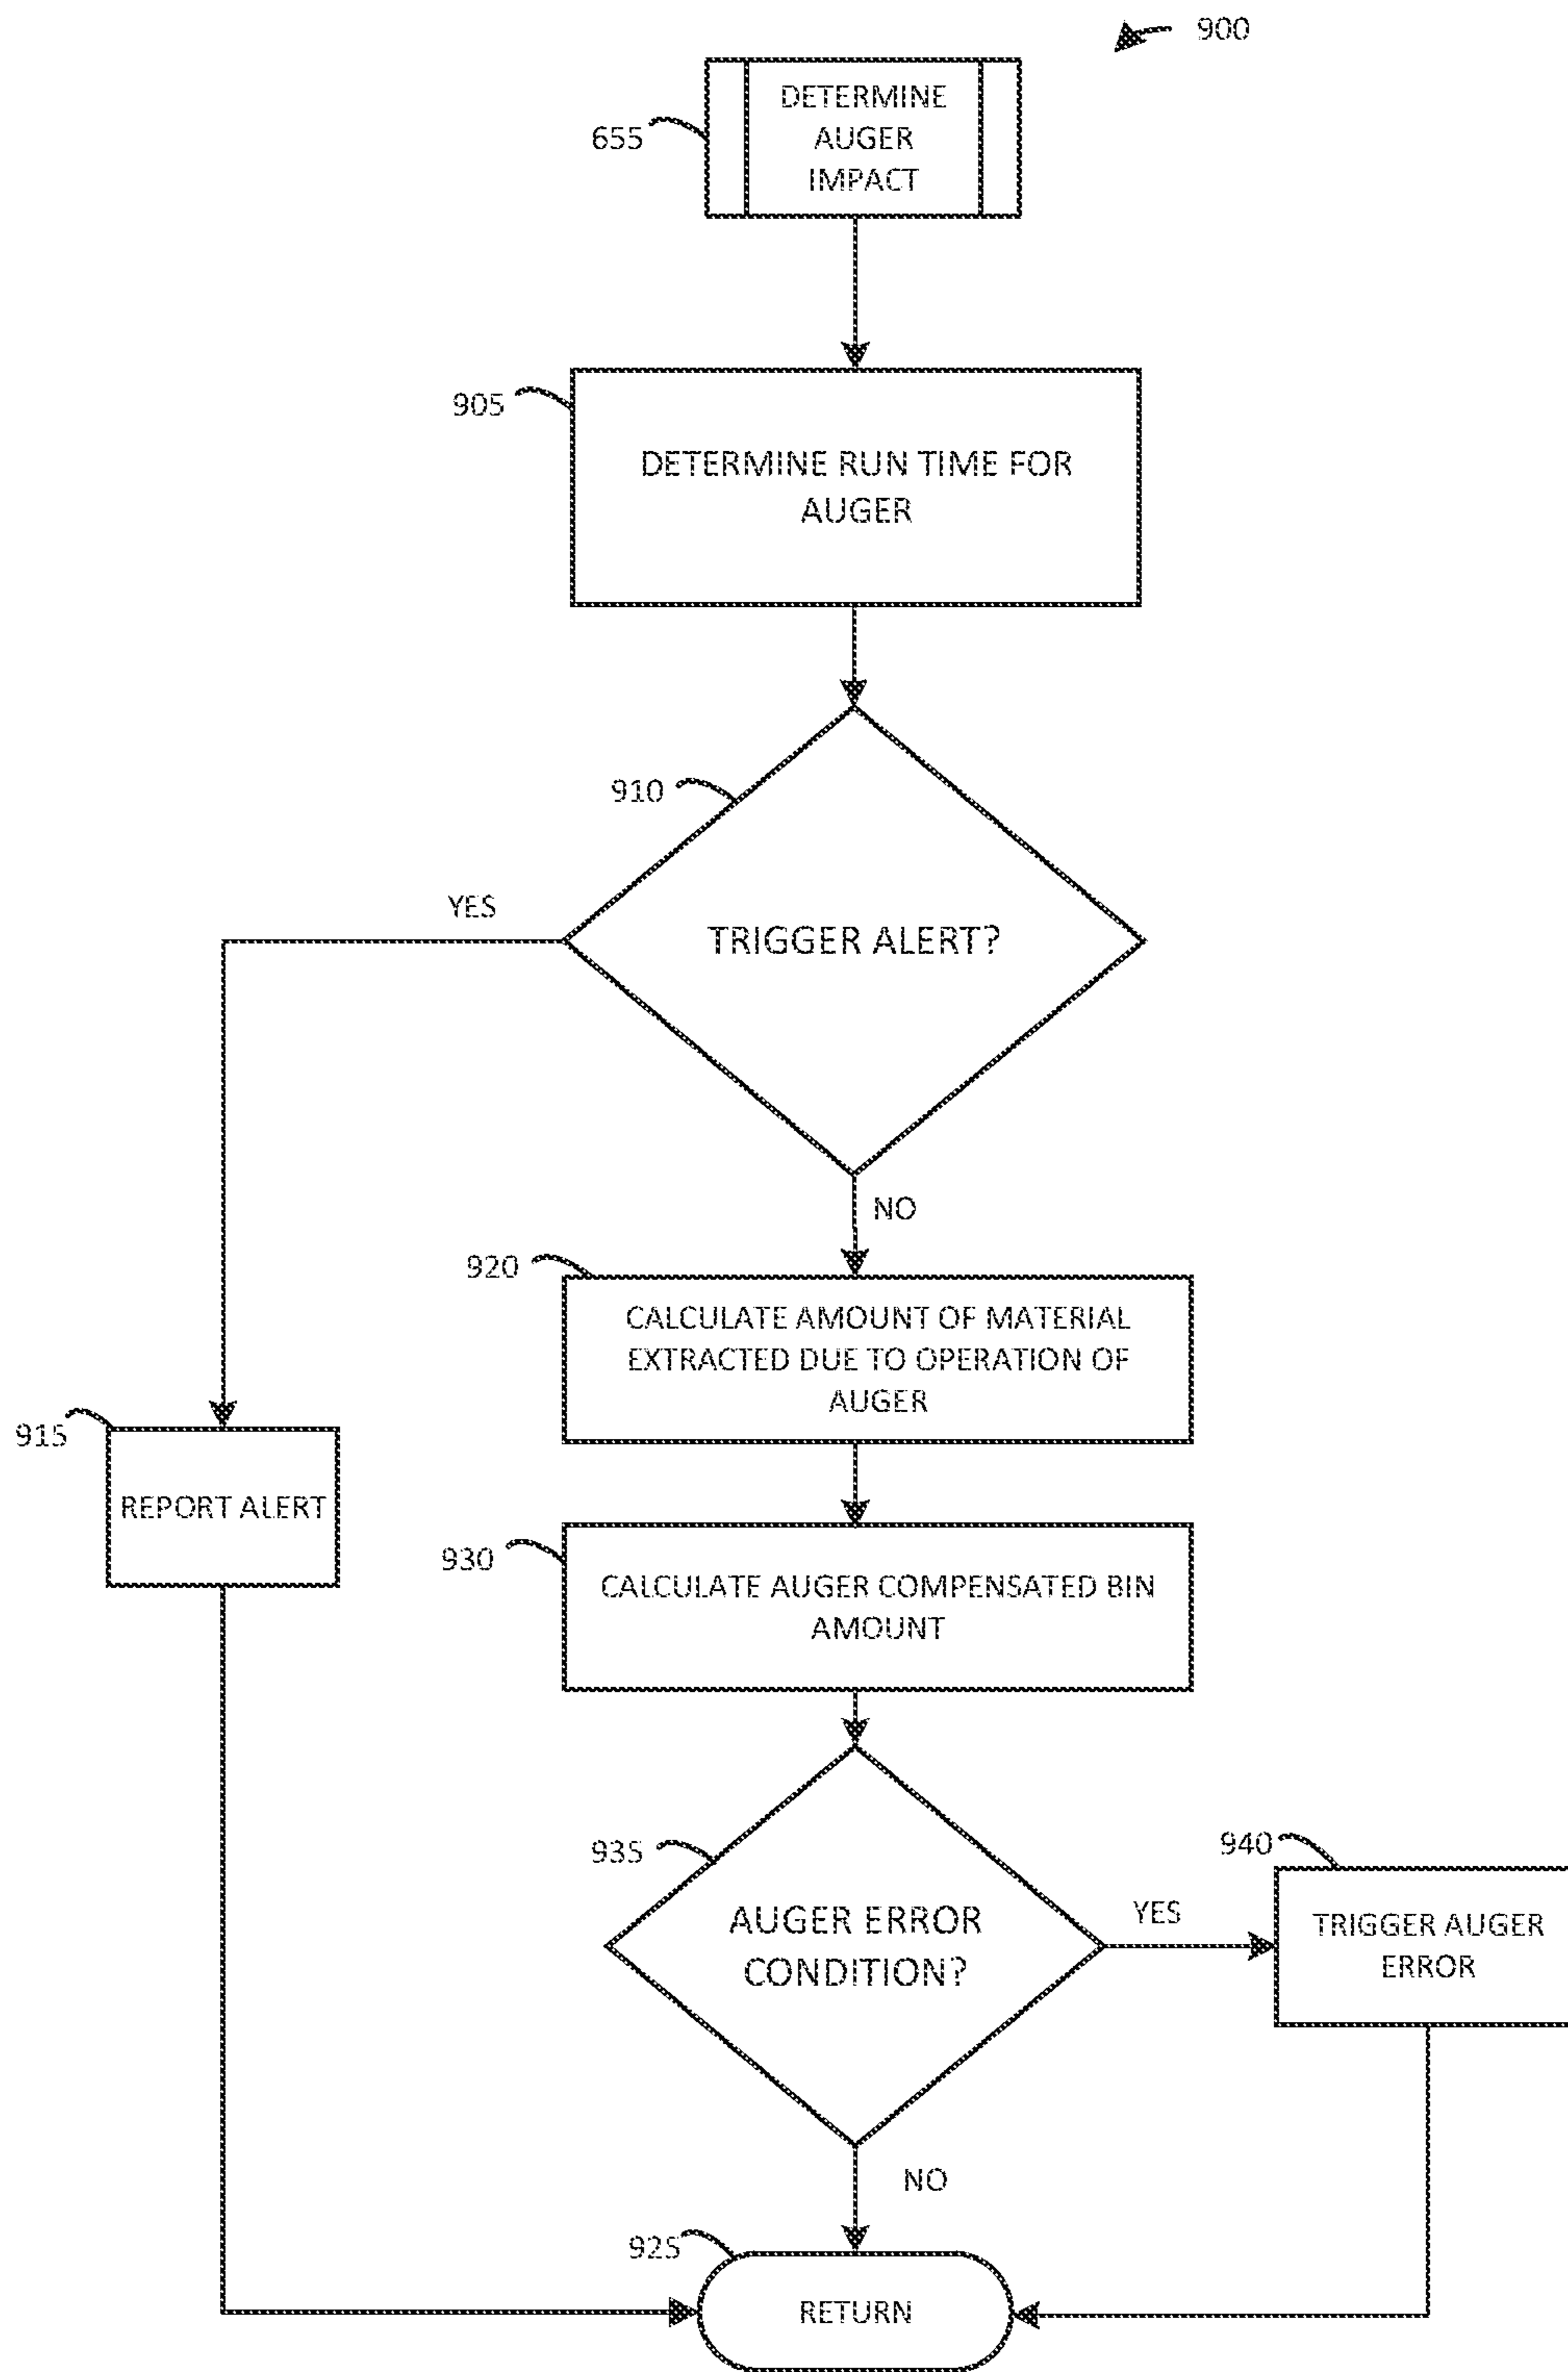 900
DETERMINE
AUGER
IMPACT
655
905
DETERMINE RUN TIME FOR
AUGER
910
YES
TRIGGER ALERT?
NO
920
CALCULATE AMOUNT OF MATERIAL
EXTRACTED DUE TO OPERATION OF
AUGER
915
REPORT ALERT
930
CALCULATE AUGER COMPENSATED BIN
AMOUNT
935
AUGER ERROR
CONDITION?
YES
940
TRIGGER AUGER
ERROR
NO
925
RETURN